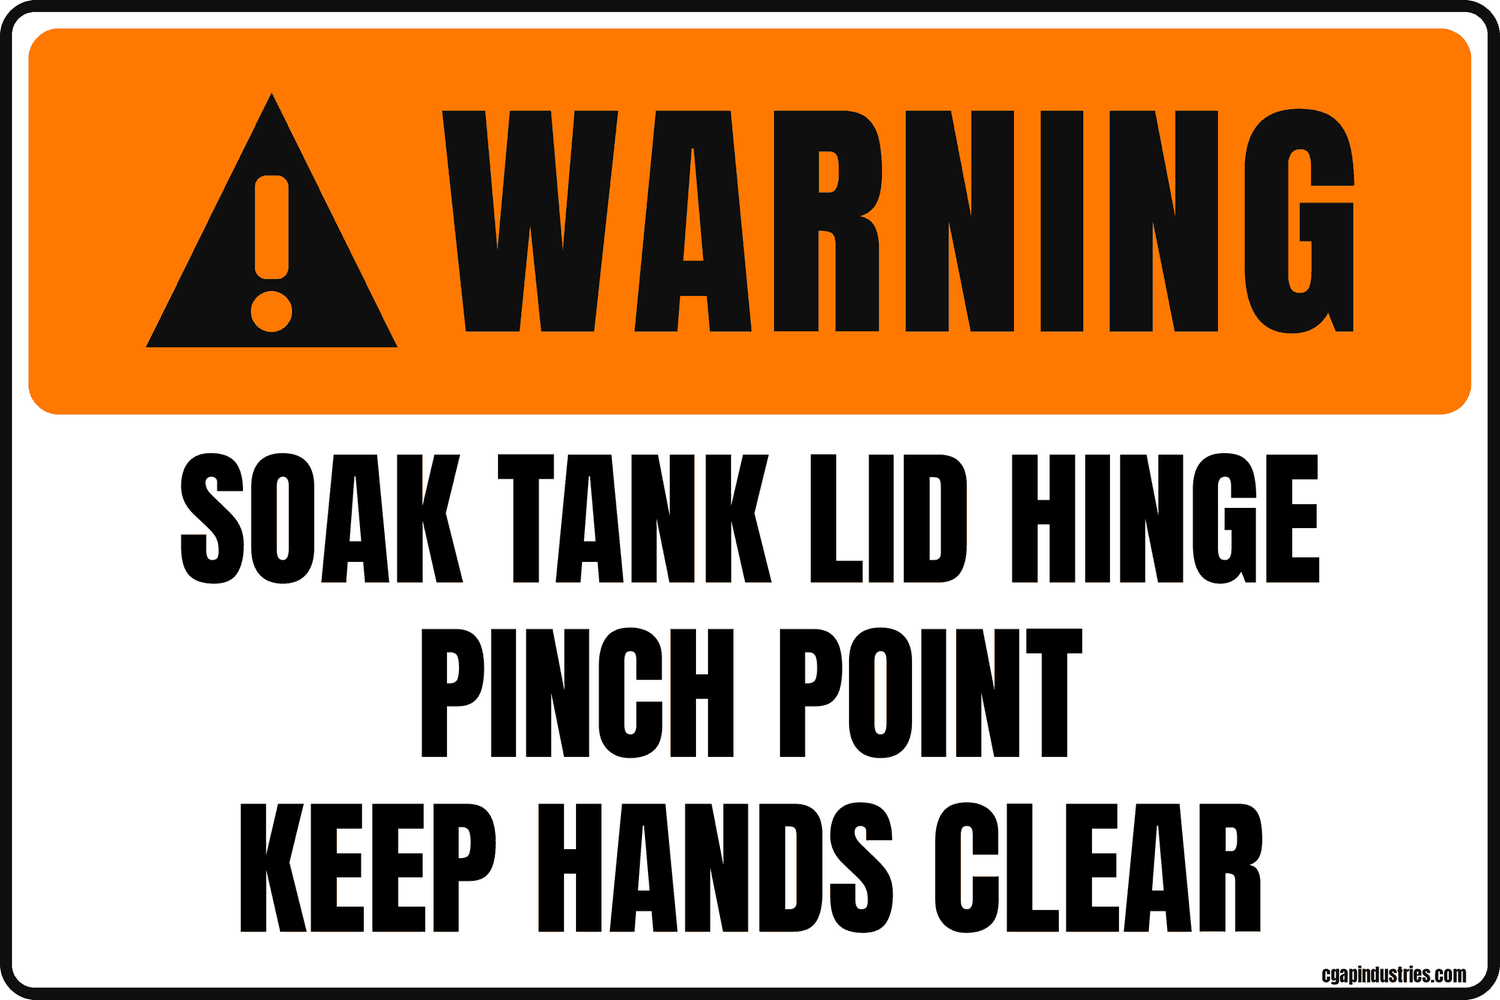 WARNING
SOAK TANK LID HINGE
PINCH POINT
KEEP HANDS CLEAR
cgapindustries.com